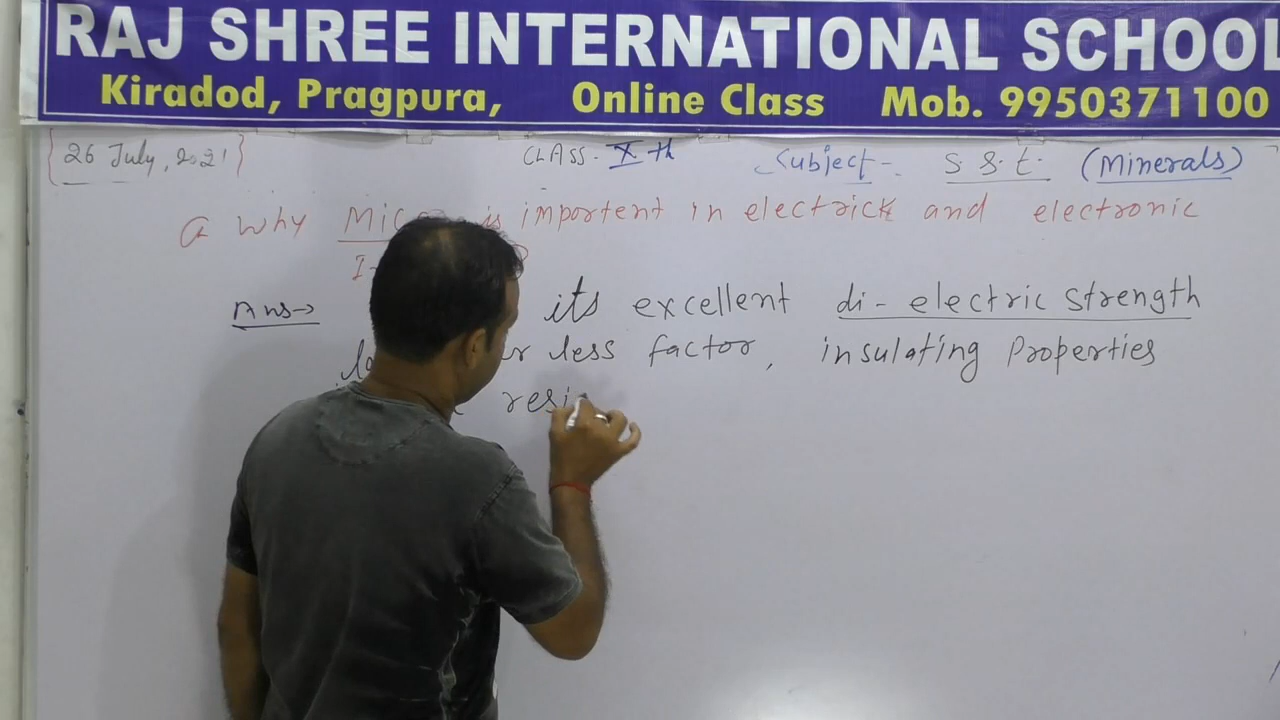 RAJ SHREE INTERNATIONAL SCHOOL
Kiradod, Pragpura, Online Class Mob. 9950371100
26 July, 2021 CLASS - X th Subject - S. S. t. (Minerals)
Q Why is importent in electrick and electronic
Ans→ its excellent di-electric strength
less factor, insulating Properties